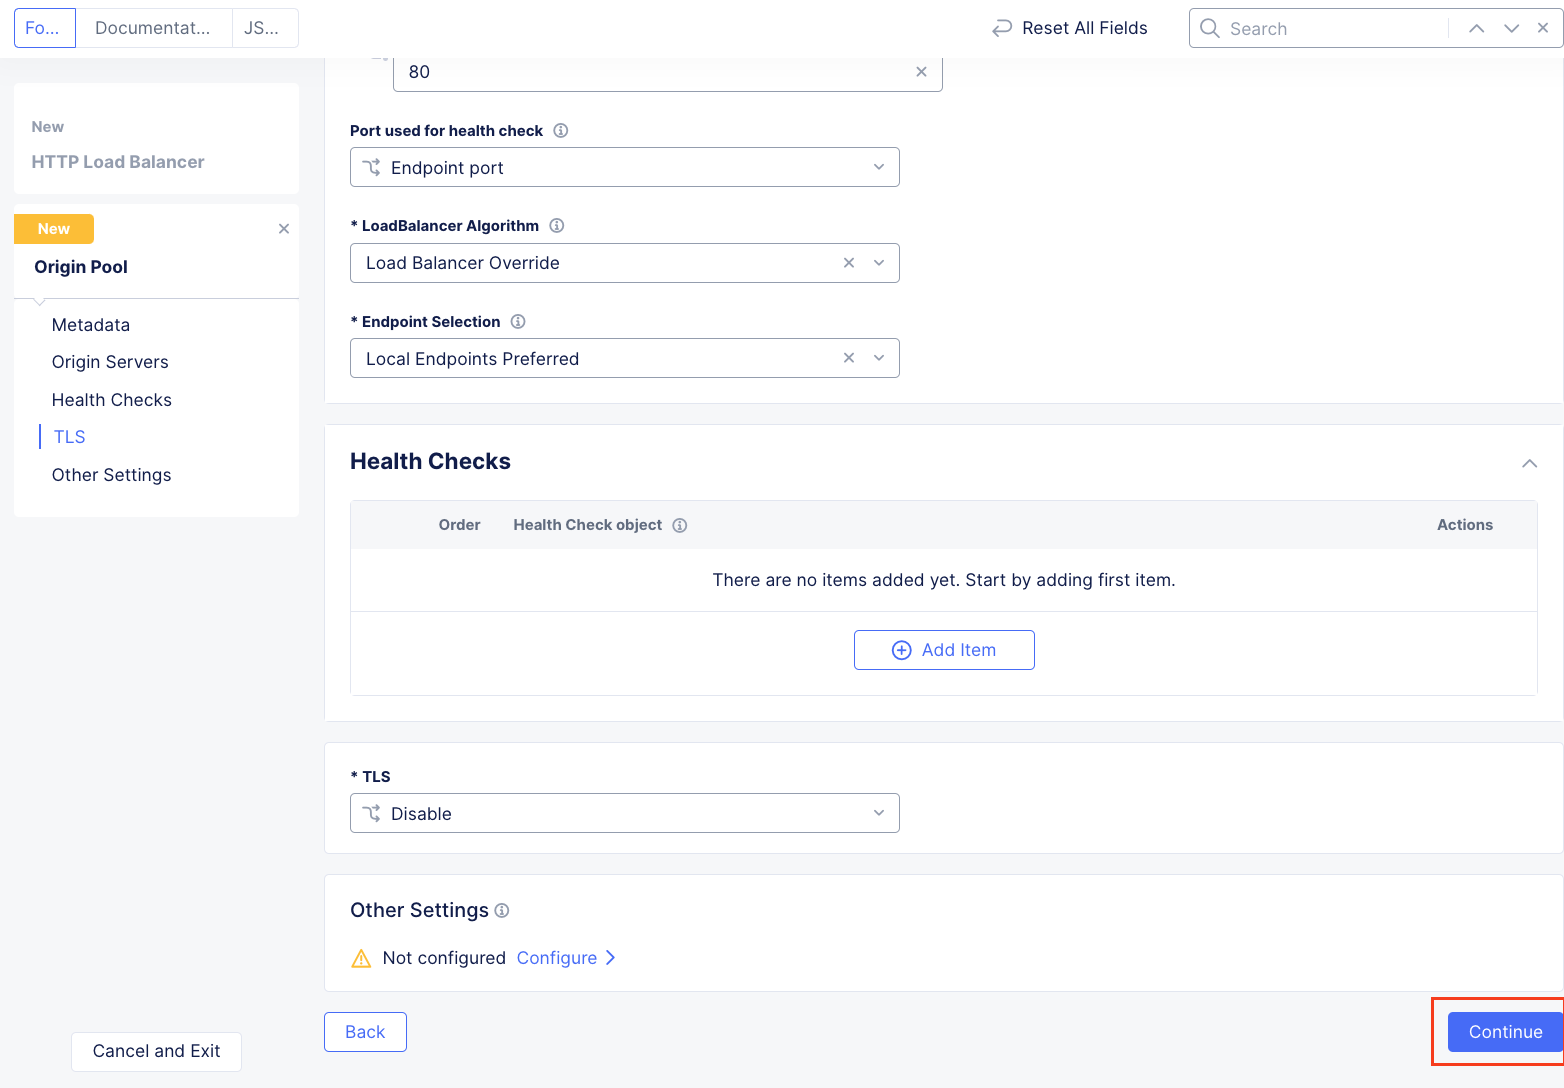 Fo...
Documentat...
JS...
Reset All Fields
Search
80
New
HTTP Load Balancer
New
Origin Pool
Metadata
Origin Servers
Health Checks
TLS
Other Settings
Port used for health check
Endpoint port
* LoadBalancer Algorithm
Load Balancer Override
* Endpoint Selection
Local Endpoints Preferred
Health Checks
Order Health Check object Actions
There are no items added yet. Start by adding first item.
Add Item
* TLS
Disable
Other Settings
Not configured Configure
Back
Continue
Cancel and Exit